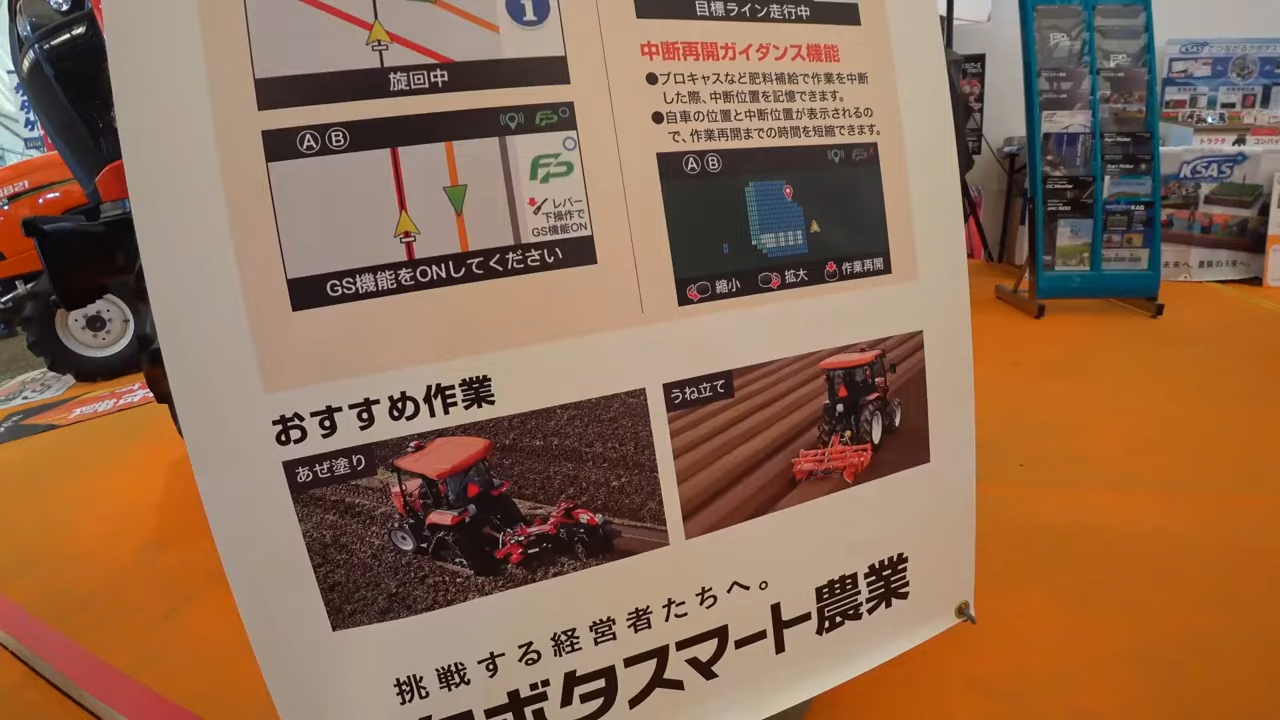 旋回中
Ⓐ Ⓑ
FP
レバー
下操作で
GS機能ON
GS機能をONしてください
目標ライン走行中
中断再開ガイダンス機能
●ブロキャスなど肥料補給で作業を中断
した際、中断位置を記憶できます。
●自車の位置と中断位置が表示されるの
で、作業再開までの時間を短縮できます。
Ⓐ Ⓑ
縮小
拡大
作業再開
おすすめ作業
あぜ塗り
うね立て
挑戦する経営者たちへ。
ボタスマート農業
KSAS
KSAS
トラクタ